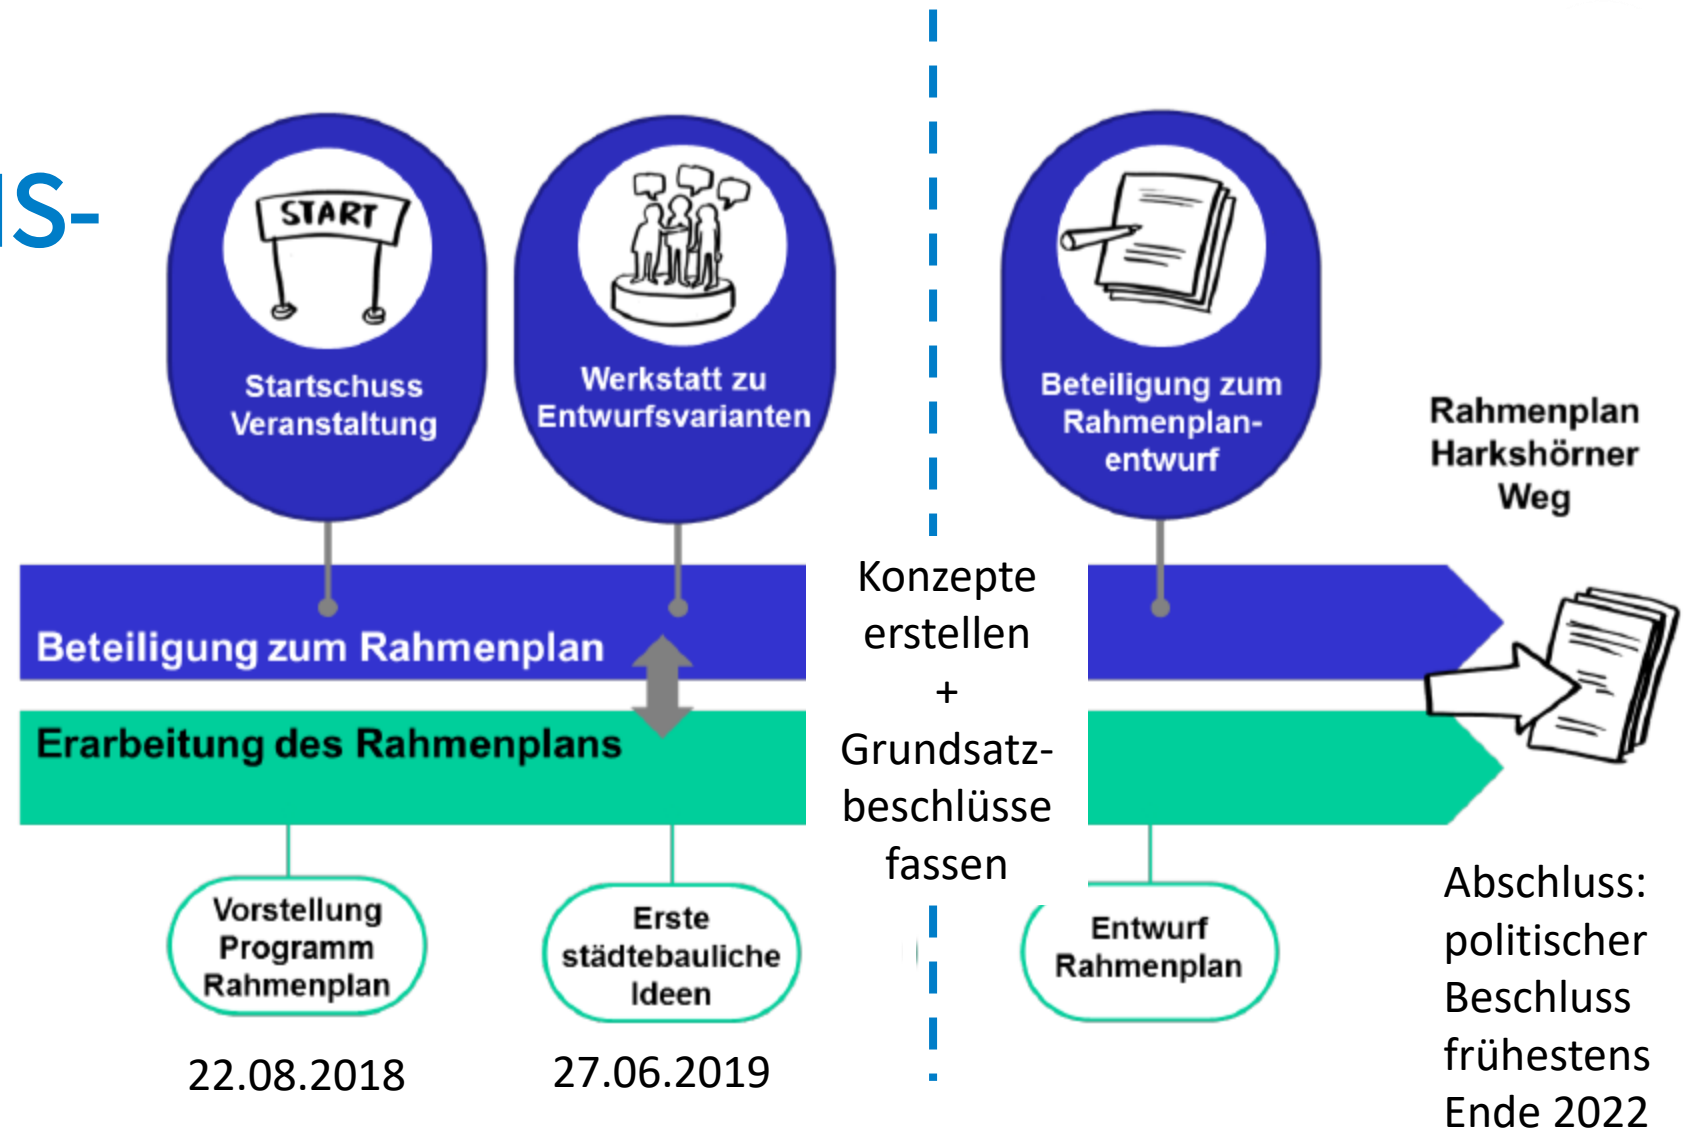 START
Startschuss
Veranstaltung
Werkstatt zu
Entwurfsvarianten
Beteiligung zum
Rahmenplan-
entwurf
Rahmenplan
Harkshörner
Weg
Beteiligung zum Rahmenplan
Erarbeitung des Rahmenplans
Konzepte
erstellen
+
Grundsatz-
beschlüsse
fassen
Vorstellung
Programm
Rahmenplan
22.08.2018
Erste
städtebauliche
Ideen
27.06.2019
Entwurf
Rahmenplan
Abschluss:
politischer
Beschluss
frühestens
Ende 2022